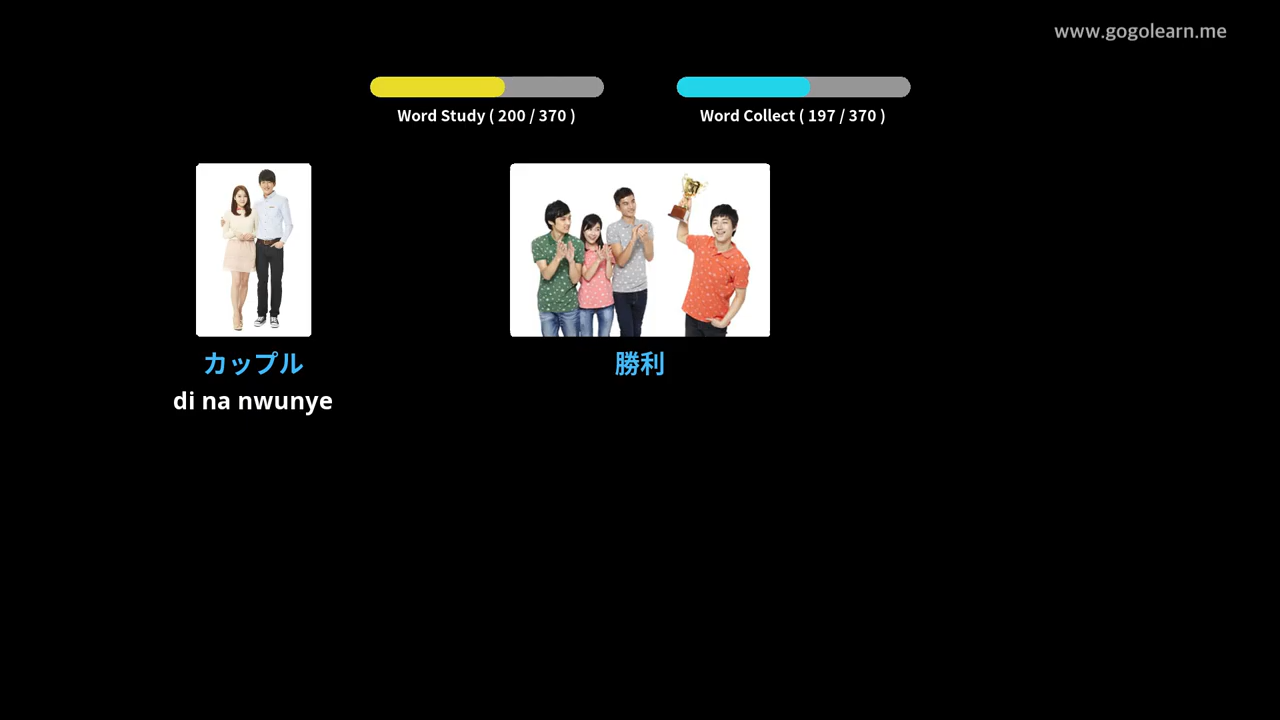 www.gogolearn.me
Word Study ( 200 / 370 )
Word Collect ( 197 / 370 )
カップル
勝利
di na nwunye